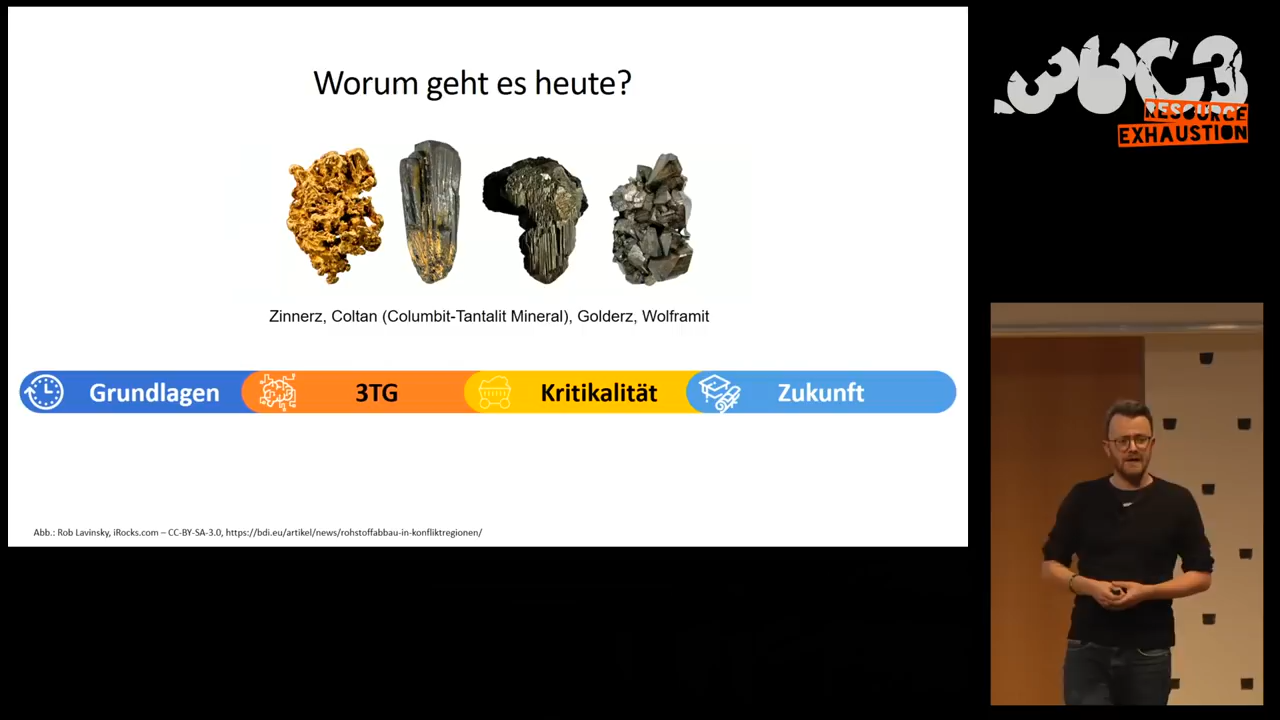 Worum geht es heute?
Zinnerz, Coltan (Columbit-Tantalit Mineral), Golderz, Wolframit
Grundlagen
3TG
Kritikalität
Zukunft
Abb.: Rob Lavinsky, iRocks.com – CC-BY-SA-3.0, https://bdi.eu/artikel/news/rohstoffabbau-in-konfliktregionen/
36C3
RESOURCE
EXHAUSTION